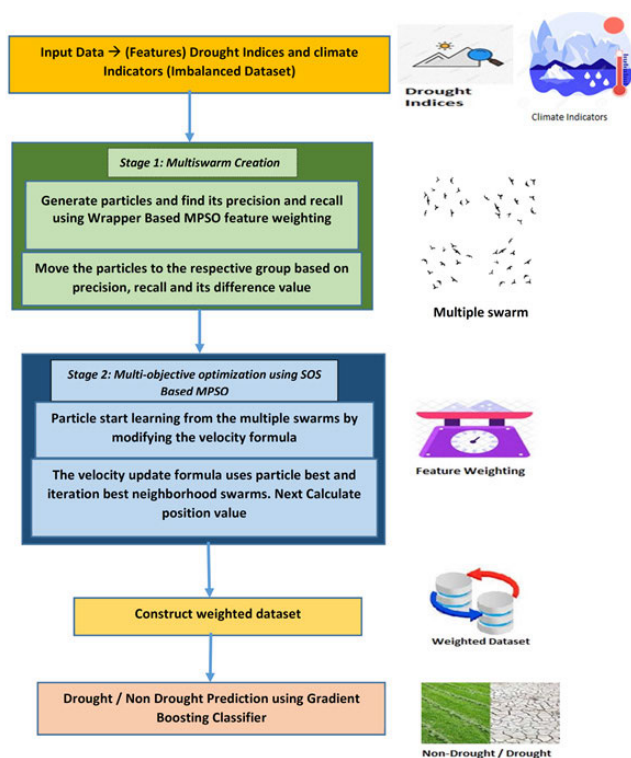 Input Data → (Features) Drought Indices and climate
Indicators (Imbalanced Dataset)
Drought
Indices
Climate Indicators
Stage 1: Multiswarm Creation
Generate particles and find its precision and recall
using Wrapper Based MPSO feature weighting
Move the particles to the respective group based on
precision, recall and its difference value
Multiple swarm
Stage 2: Multi-objective optimization using SOS
Based MPSO
Particle start learning from the multiple swarms by
modifying the velocity formula
The velocity update formula uses particle best and
iteration best neighborhood swarms. Next Calculate
position value
Feature Weighting
Construct weighted dataset
Weighted Dataset
Drought / Non Drought Prediction using Gradient
Boosting Classifier
Non-Drought / Drought